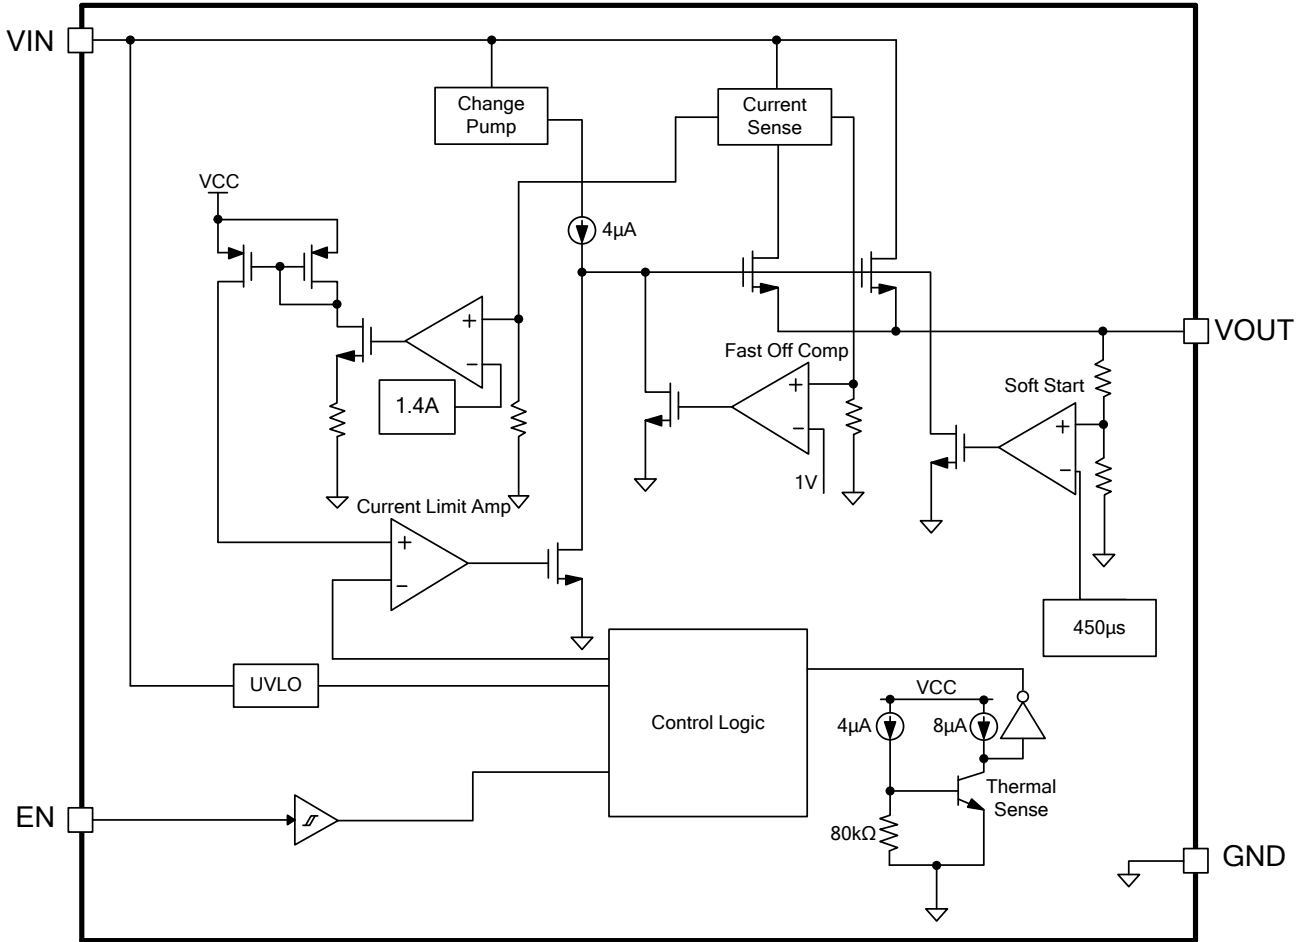 VIN
Change
Pump
Current
Sense
VCC
4µA
+
−
1.4A
Fast Off Comp
+
−
1V
VOUT
Soft Start
+
−
450µs
Current Limit Amp
+
−
UVLO
Control Logic
VCC
4µA
8µA
Thermal
Sense
80kΩ
EN
GND